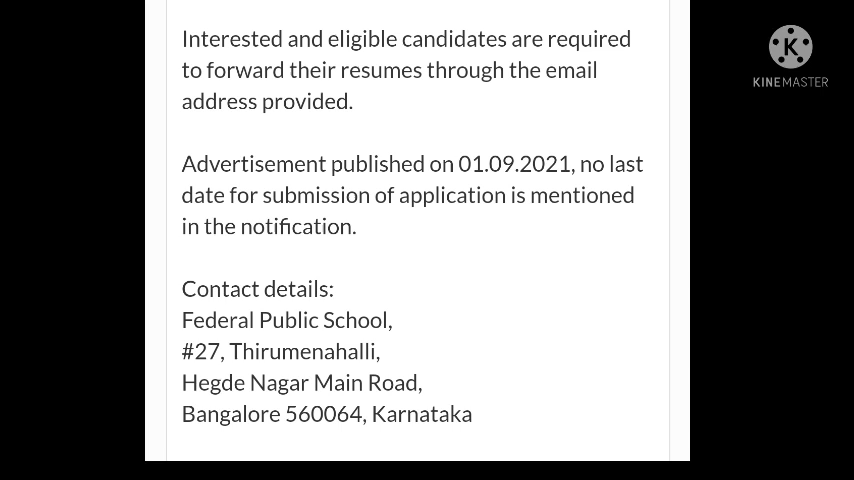 Interested and eligible candidates are required
to forward their resumes through the email
address provided.
Advertisement published on 01.09.2021, no last
date for submission of application is mentioned
in the notification.
Contact details:
Federal Public School,
#27, Thirumenahalli,
Hegde Nagar Main Road,
Bangalore 560064, Karnataka
K
KINEMASTER